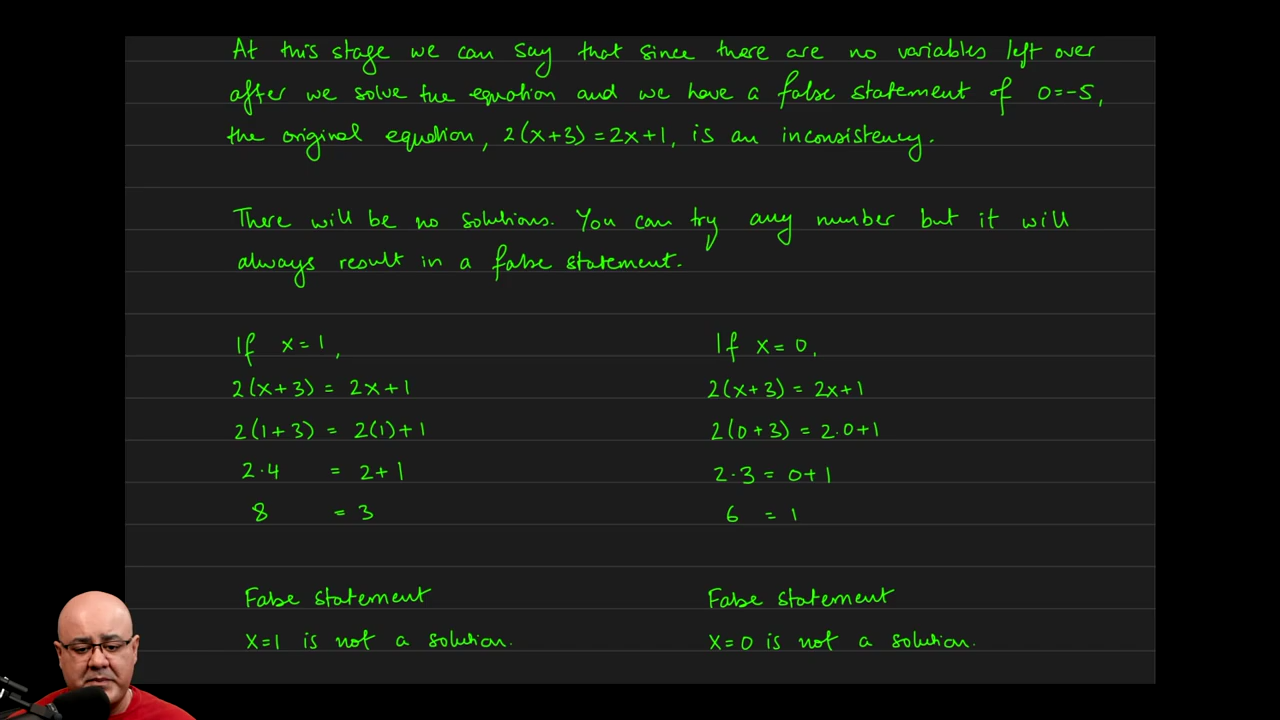 At this stage we can say that since there are no variables left over
after we solve the equation and we have a false statement of 0=-5,
the original equation, 2(x+3)=2x+1, is an inconsistency.
There will be no solutions. You can try any number but it will
always result in a false statement.
If x=1,
2(x+3) = 2x+1
2(1+3) = 2(1)+1
2·4 = 2+1
8 = 3
False statement
x=1 is not a solution.
If x=0,
2(x+3) = 2x+1
2(0+3) = 2·0+1
2·3 = 0+1
6 = 1
False statement
x=0 is not a solution.